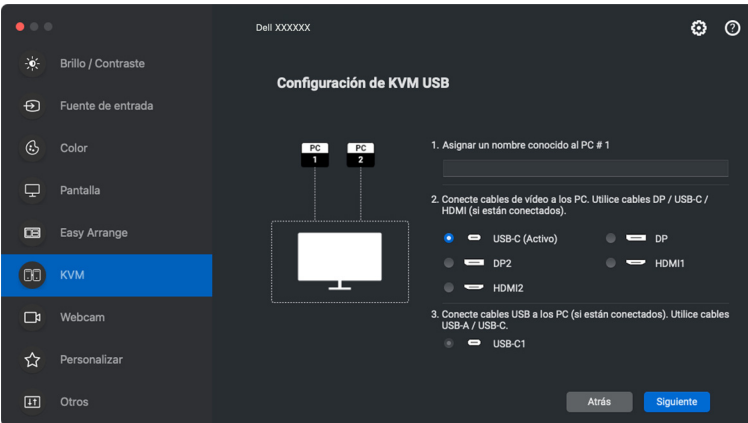 Dell XXXXXX
Brillo / Contraste
Fuente de entrada
Color
Pantalla
Easy Arrange
KVM
Webcam
Personalizar
Otros
Configuración de KVM USB
PC
1
PC
2
1. Asignar un nombre conocido al PC # 1
2. Conecte cables de vídeo a los PC. Utilice cables DP / USB-C /
HDMI (si están conectados).
USB-C (Activo)
DP
DP2
HDMI1
HDMI2
3. Conecte cables USB a los PC (si están conectados). Utilice cables
USB-A / USB-C.
USB-C1
Atrás
Siguiente